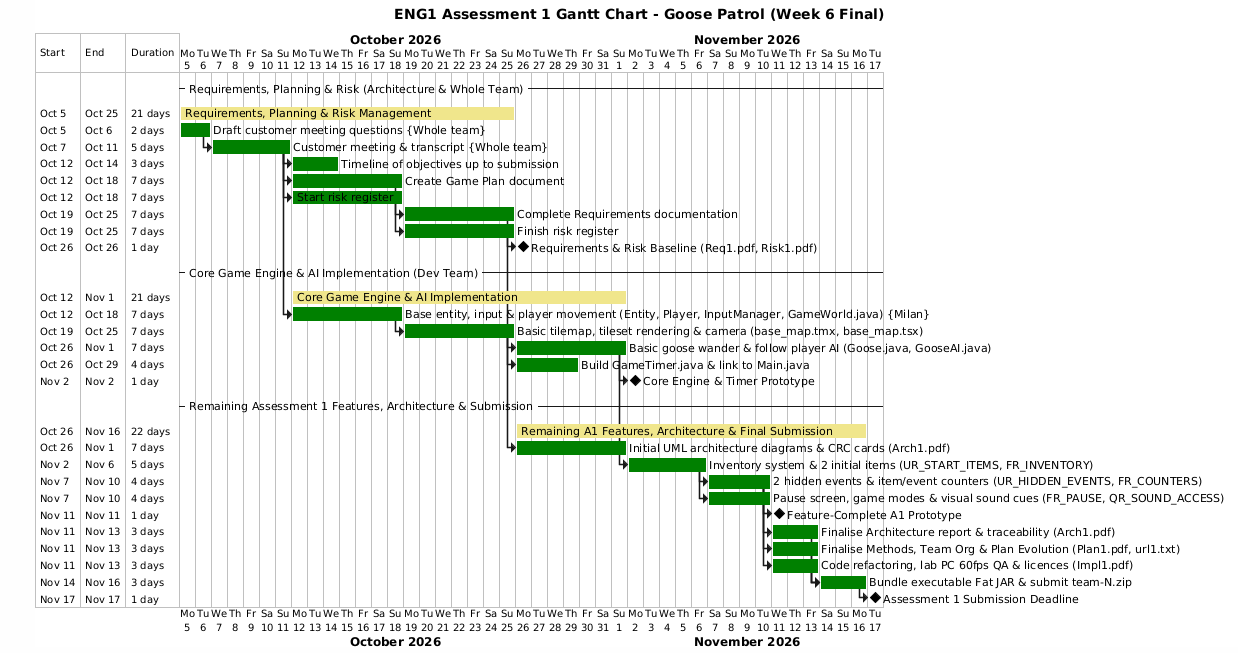 ENG1 Assessment 1 Gantt Chart - Goose Patrol (Week 6 Final)
October 2026 November 2026
Start End Duration Mo Tu We Th Fr Sa Su Mo Tu We Th Fr Sa Su Mo Tu We Th Fr Sa Su Mo Tu We Th Fr Sa Su Mo Tu We Th Fr Sa Su Mo Tu We Th Fr Sa Su Mo Tu
5 6 7 8 9 10 11 12 13 14 15 16 17 18 19 20 21 22 23 24 25 26 27 28 29 30 31 1 2 3 4 5 6 7 8 9 10 11 12 13 14 15 16 17
Requirements, Planning & Risk (Architecture & Whole Team)
Oct 5 Oct 25 21 days Requirements, Planning & Risk Management
Oct 5 Oct 6 2 days Draft customer meeting questions {Whole team}
Oct 7 Oct 11 5 days Customer meeting & transcript {Whole team}
Oct 12 Oct 14 3 days Timeline of objectives up to submission
Oct 12 Oct 18 7 days Create Game Plan document
Oct 12 Oct 18 7 days Start risk register
Oct 19 Oct 25 7 days Complete Requirements documentation
Oct 19 Oct 25 7 days Finish risk register
Oct 26 Oct 26 1 day Requirements & Risk Baseline (Req1.pdf, Risk1.pdf)
Core Game Engine & AI Implementation (Dev Team)
Oct 12 Nov 1 21 days Core Game Engine & AI Implementation
Oct 12 Oct 18 7 days Base entity, input & player movement (Entity, Player, InputManager, GameWorld.java) {Milan}
Oct 19 Oct 25 7 days Basic tilemap, tileset rendering & camera (base_map.tmx, base_map.tsx)
Oct 26 Nov 1 7 days Basic goose wander & follow player AI (Goose.java, GooseAI.java)
Oct 26 Oct 29 4 days Build GameTimer.java & link to Main.java
Nov 2 Nov 2 1 day Core Engine & Timer Prototype
Remaining Assessment 1 Features, Architecture & Submission
Oct 26 Nov 16 22 days Remaining A1 Features, Architecture & Final Submission
Oct 26 Nov 1 7 days Initial UML architecture diagrams & CRC cards (Arch1.pdf)
Nov 2 Nov 6 5 days Inventory system & 2 initial items (UR_START_ITEMS, FR_INVENTORY)
Nov 7 Nov 10 4 days 2 hidden events & item/event counters (UR_HIDDEN_EVENTS, FR_COUNTERS)
Nov 7 Nov 10 4 days Pause screen, game modes & visual sound cues (FR_PAUSE, QR_SOUND_ACCESS)
Nov 11 Nov 11 1 day Feature-Complete A1 Prototype
Nov 11 Nov 13 3 days Finalise Architecture report & traceability (Arch1.pdf)
Nov 11 Nov 13 3 days Finalise Methods, Team Org & Plan Evolution (Plan1.pdf, url1.txt)
Nov 11 Nov 13 3 days Code refactoring, lab PC 60fps QA & licences (Impl1.pdf)
Nov 14 Nov 16 3 days Bundle executable Fat JAR & submit team-N.zip
Nov 17 Nov 17 1 day Assessment 1 Submission Deadline
Mo Tu We Th Fr Sa Su Mo Tu We Th Fr Sa Su Mo Tu We Th Fr Sa Su Mo Tu We Th Fr Sa Su Mo Tu We Th Fr Sa Su Mo Tu We Th Fr Sa Su Mo Tu
5 6 7 8 9 10 11 12 13 14 15 16 17 18 19 20 21 22 23 24 25 26 27 28 29 30 31 1 2 3 4 5 6 7 8 9 10 11 12 13 14 15 16 17
October 2026 November 2026